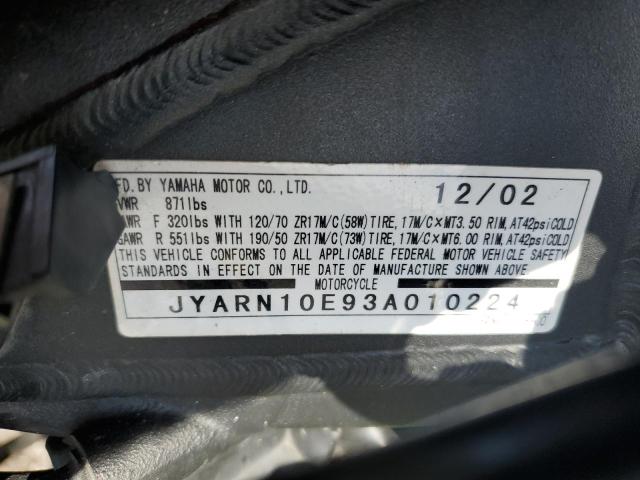 MFD. BY YAMAHA MOTOR CO., LTD. 12/02
VWR 871lbs
AWR F 320lbs WITH 120/70 ZR17M/C(58W)TIRE, 17M/C×MT3.50 RIM, AT42psiCOLD
GAWR R 551lbs WITH 190/50 ZR17M/C(73W)TIRE, 17M/C×MT6.00 RIM, AT42psiCOLD
THIS VEHICLE CONFORMS TO ALL APPLICABLE FEDERAL MOTOR VEHICLE SAFETY
STANDARDS IN EFFECT ON THE DATE OF MANUFACTURE SHOWN ABOVE
MOTORCYCLE
JYARN10E93A010224